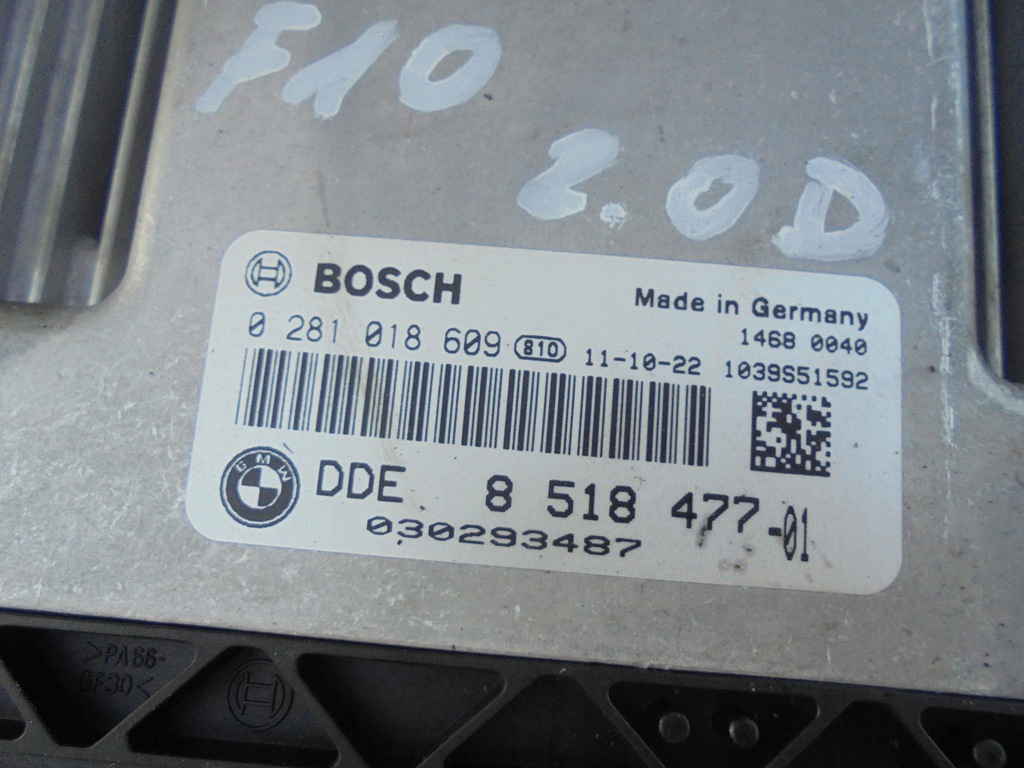 F10
2.0D
BOSCH
Made in Germany
0 281 018 609 810 11-10-22
1468 0040
1039S51592
BMW
DDE 8 518 477-01
030293487
>PA66-
GF30<